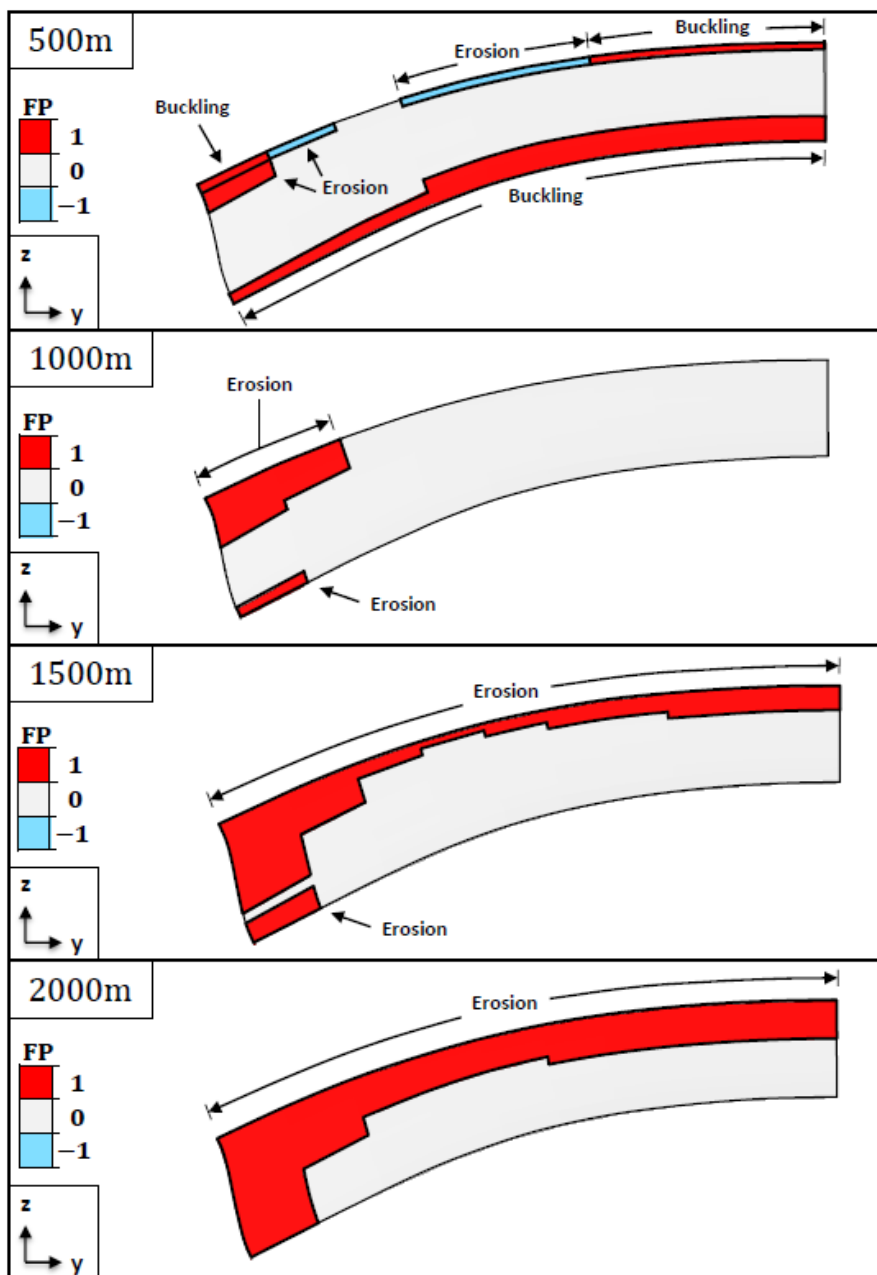 500m
Buckling
Erosion
Buckling
FP
1
0
−1
Erosion
Buckling
z
y
1000m
Erosion
FP
1
0
−1
Erosion
z
y
1500m
Erosion
FP
1
0
−1
Erosion
z
y
2000m
Erosion
FP
1
0
−1
z
y